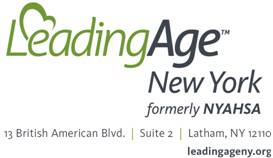 LeadingAge™
New York
formerly NYAHSA
13 British American Blvd. | Suite 2 | Latham, NY 12110
leadingageny.org